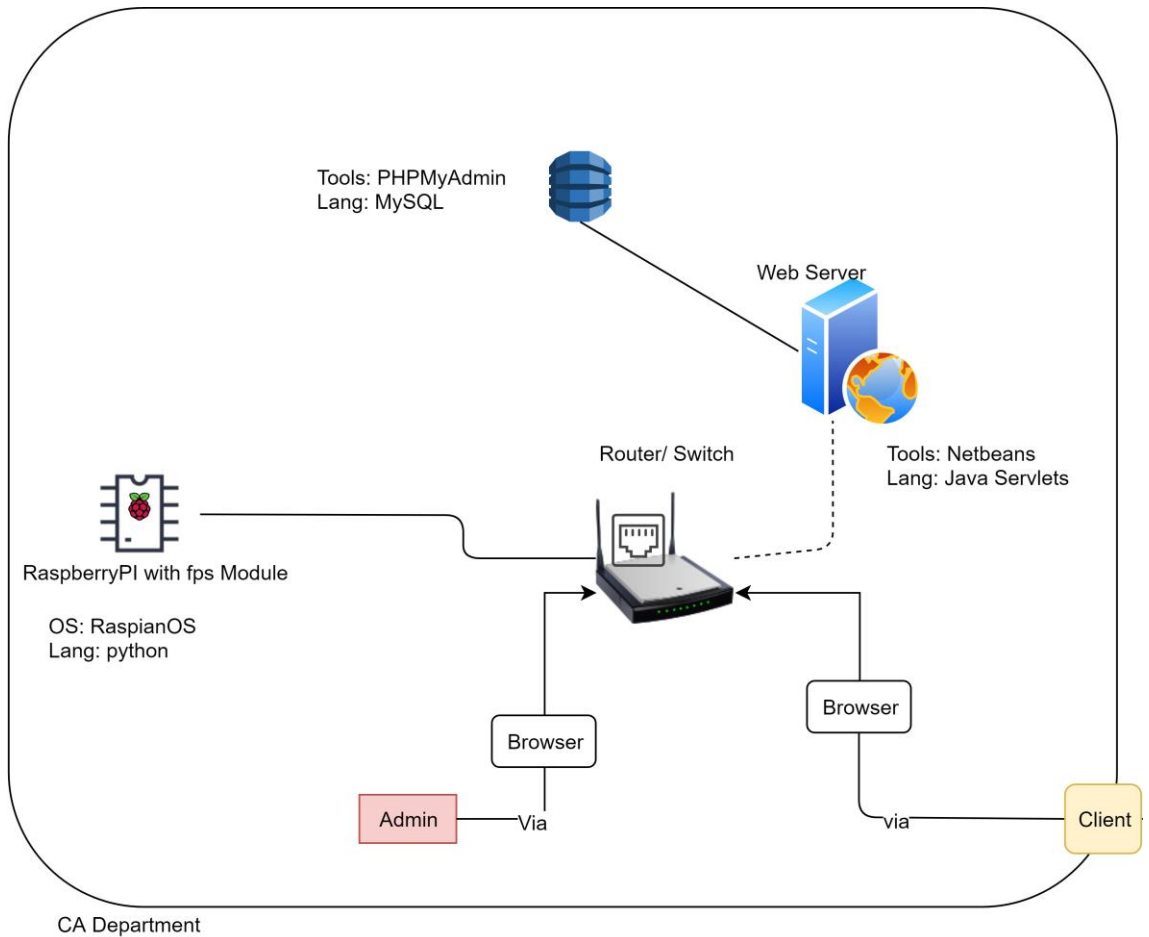 Tools: PHPMyAdmin
Lang: MySQL
Web Server
Tools: Netbeans
Lang: Java Servlets
Router/ Switch
RaspberryPI with fps Module
OS: RaspianOS
Lang: python
Browser
Browser
Admin
Via
via
Client
CA Department